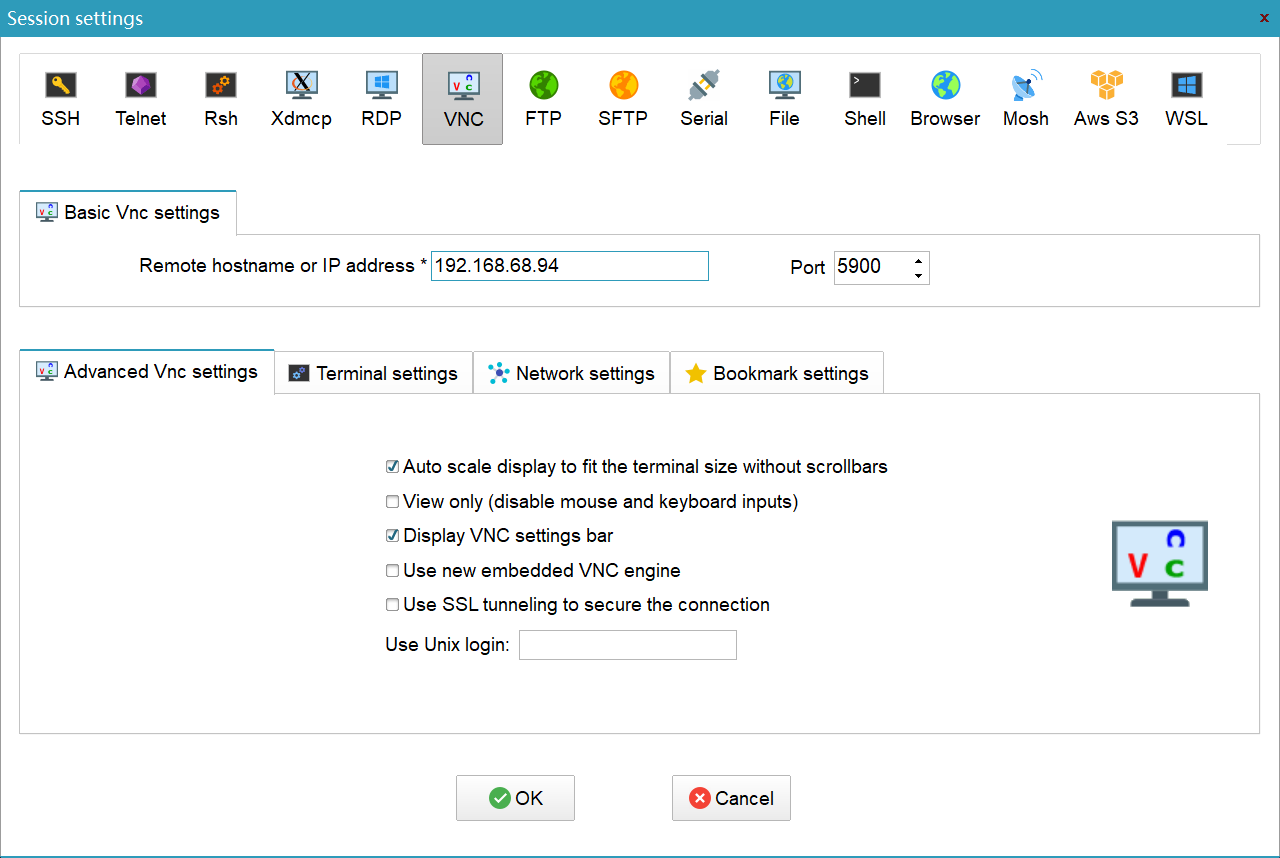 Session settings
x
SSH Telnet Rsh Xdmcp RDP VNC FTP SFTP Serial File Shell Browser Mosh Aws S3 WSL
Basic Vnc settings
Remote hostname or IP address * 192.168.68.94 Port 5900
Advanced Vnc settings Terminal settings Network settings Bookmark settings
Auto scale display to fit the terminal size without scrollbars
View only (disable mouse and keyboard inputs)
Display VNC settings bar
Use new embedded VNC engine
Use SSL tunneling to secure the connection
Use Unix login:
V n c
OK Cancel